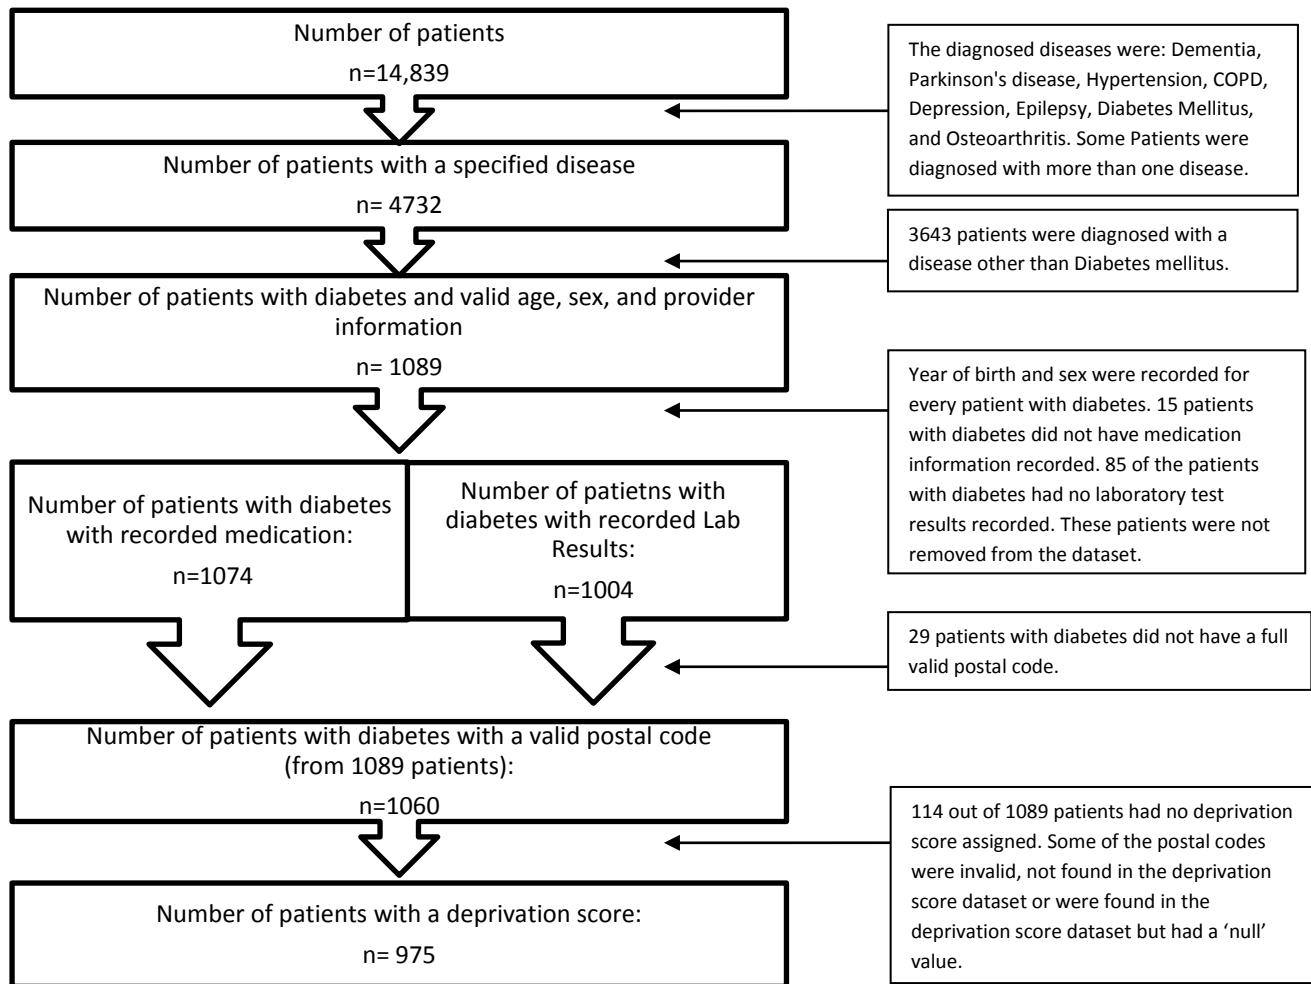 Number of patients
n=14,839
The diagnosed diseases were: Dementia,
Parkinson's disease, Hypertension, COPD,
Depression, Epilepsy, Diabetes Mellitus,
and Osteoarthritis. Some Patients were
diagnosed with more than one disease.
Number of patients with a specified disease
n= 4732
3643 patients were diagnosed with a
disease other than Diabetes mellitus.
Number of patients with diabetes and valid age, sex, and provider
information
n= 1089
Year of birth and sex were recorded for
every patient with diabetes. 15 patients
with diabetes did not have medication
information recorded. 85 of the patients
with diabetes had no laboratory test
results recorded. These patients were not
removed from the dataset.
Number of patients with diabetes
with recorded medication:
n=1074
Number of patietns with
diabetes with recorded Lab
Results:
n=1004
29 patients with diabetes did not have a full
valid postal code.
Number of patients with diabetes with a valid postal code
(from 1089 patients):
n=1060
114 out of 1089 patients had no deprivation
score assigned. Some of the postal codes
were invalid, not found in the deprivation
score dataset or were found in the
deprivation score dataset but had a ‘null’
value.
Number of patients with a deprivation score:
n= 975